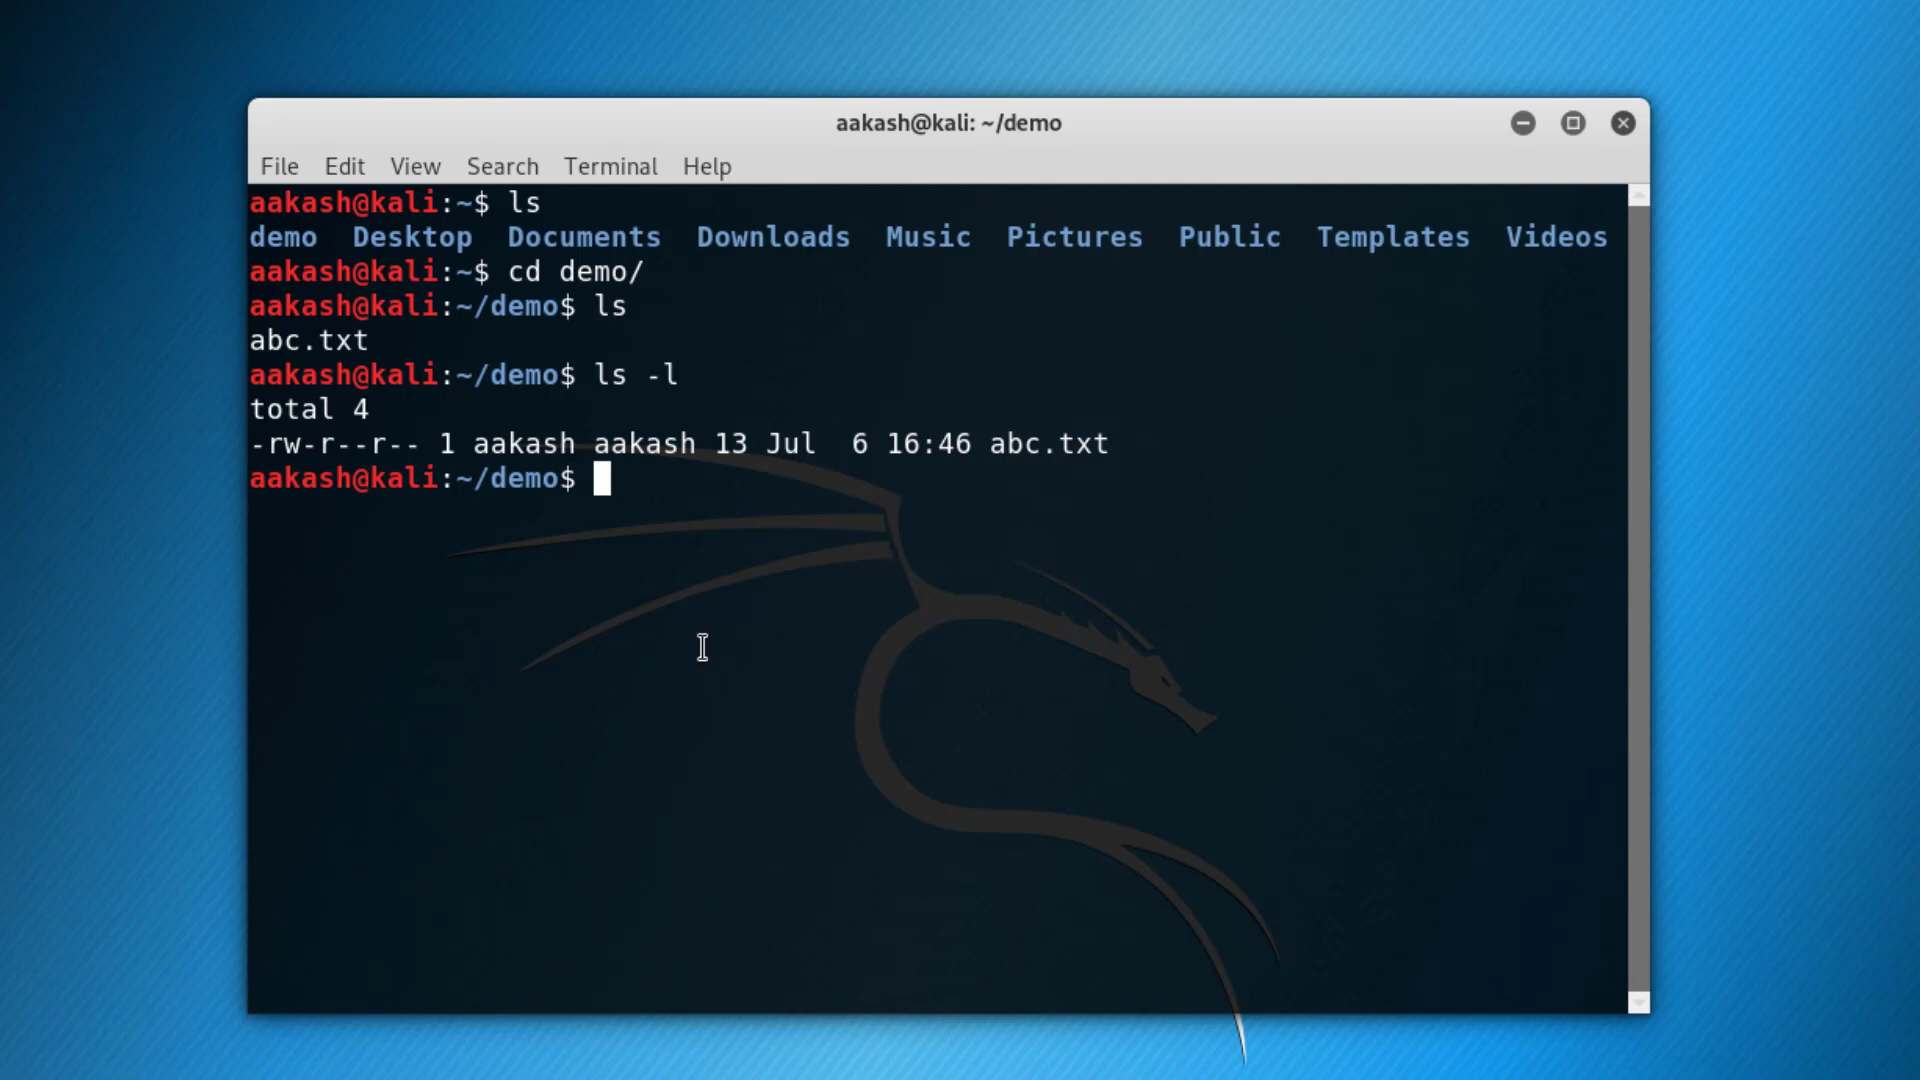 aakash@kali: ~/demo
File Edit View Search Terminal Help
aakash@kali:~$ ls
demo  Desktop  Documents  Downloads  Music  Pictures  Public  Templates  Videos
aakash@kali:~$ cd demo/
aakash@kali:~/demo$ ls
abc.txt
aakash@kali:~/demo$ ls -l
total 4
-rw-r--r-- 1 aakash aakash 13 Jul  6 16:46 abc.txt
aakash@kali:~/demo$